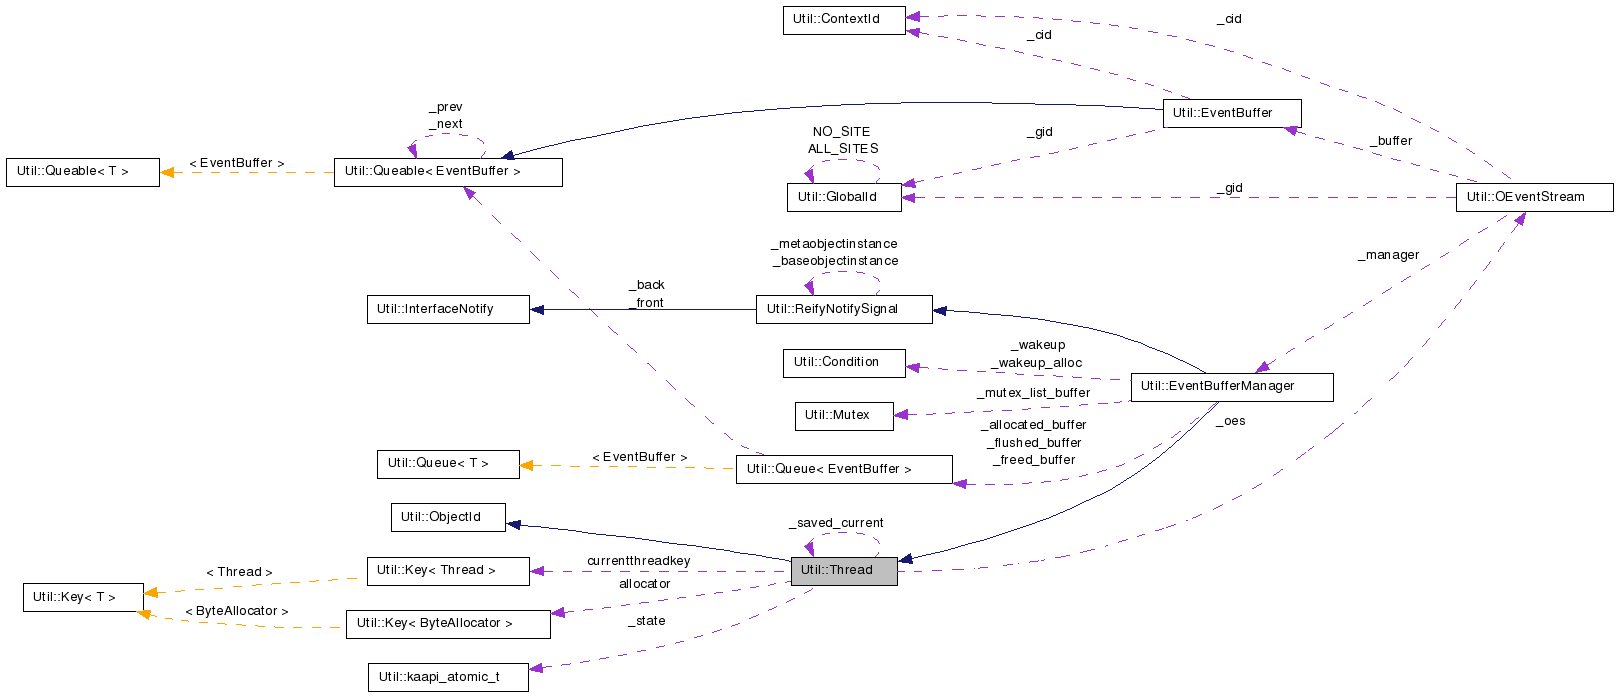 Util::ContextId
_cid
_cid
_prev
_next
Util::EventBuffer
NO_SITE
ALL_SITES
_gid
_buffer
Util::Queable< T >
< EventBuffer >
Util::Queable< EventBuffer >
Util::GlobalId
_gid
Util::OEventStream
_metaobjectinstance
_baseobjectinstance
_manager
_back
_front
Util::InterfaceNotify
Util::ReifyNotifySignal
_wakeup
_wakeup_alloc
Util::Condition
Util::EventBufferManager
_mutex_list_buffer
Util::Mutex
_allocated_buffer
_flushed_buffer
_freed_buffer
_oes
Util::Queue< T >
< EventBuffer >
Util::Queue< EventBuffer >
Util::ObjectId
_saved_current
currentthreadkey
Util::Key< Thread >
Util::Thread
< Thread >
allocator
Util::Key< T >
< ByteAllocator >
Util::Key< ByteAllocator >
_state
Util::kaapi_atomic_t